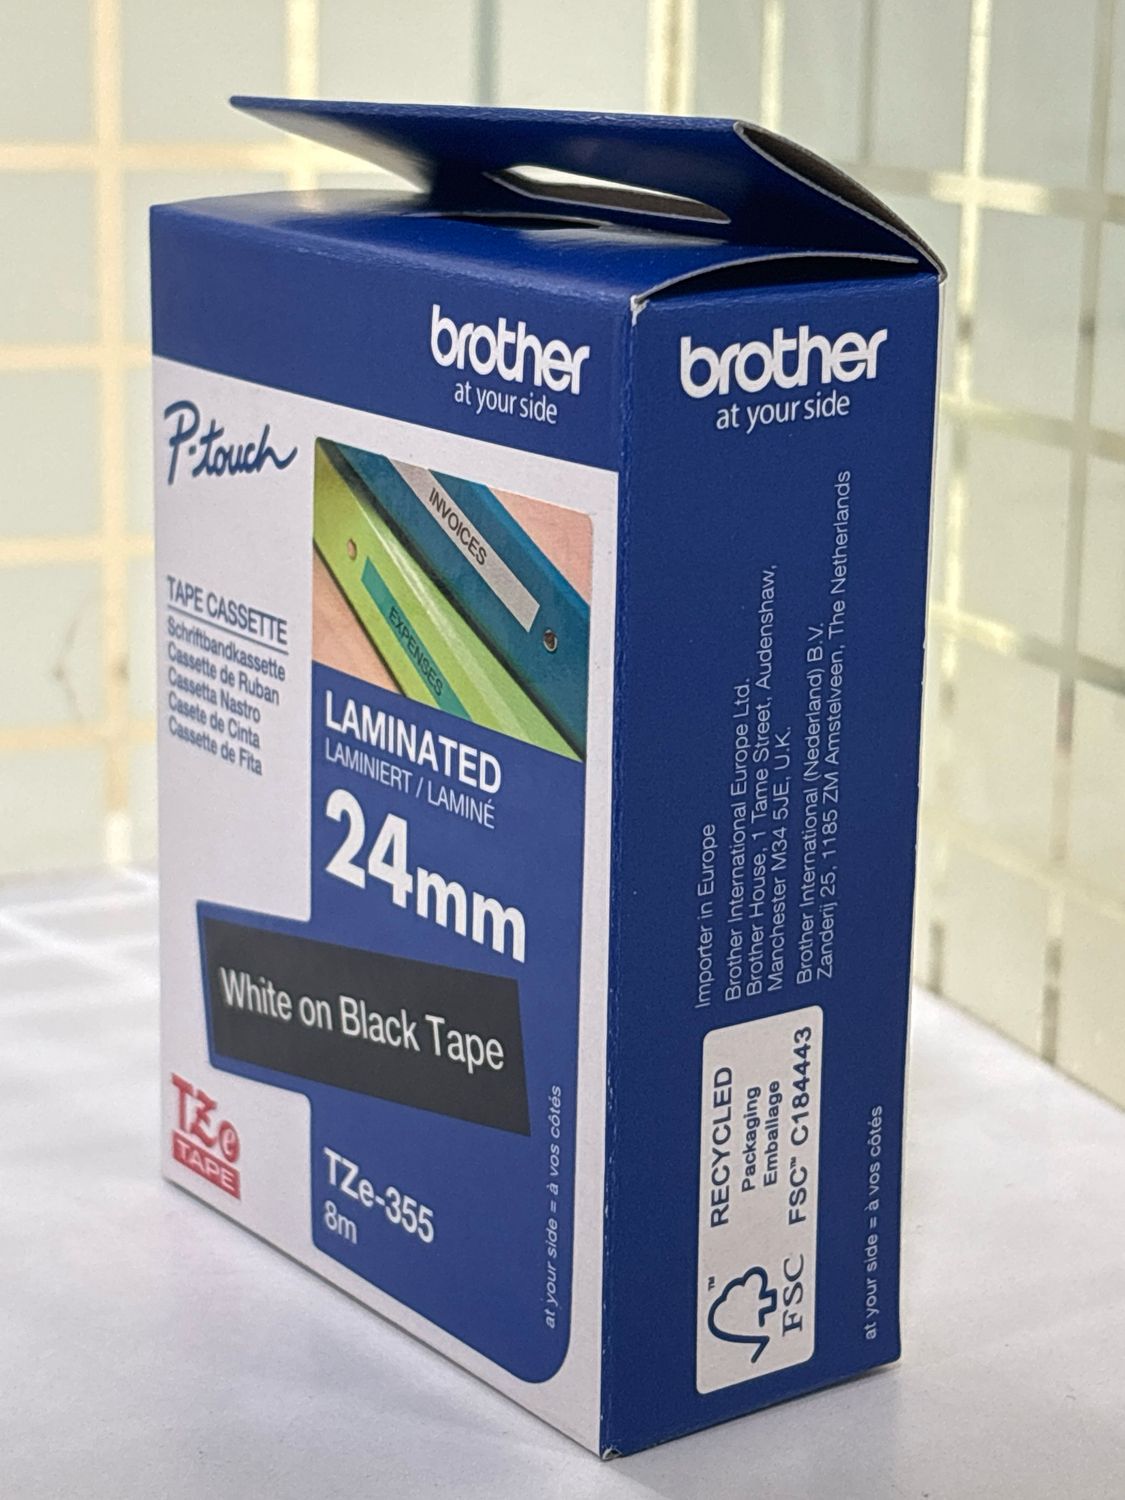 brother
at your side
P-touch
INVOICES
EXPENSES
TAPE CASSETTE
Schriftbandkassette
Cassette de Ruban
Cassetta Nastro
Casete de Cinta
Cassette de Fita
LAMINATED
LAMINIERT / LAMINÉ
24mm
White on Black Tape
TZe
TAPE
TZe-355
8m
at your side = à vos côtés
brother
at your side
Importer in Europe
Brother International Europe Ltd.
Brother House, 1 Tame Street, Audenshaw,
Manchester M34 5JE, U.K.
Brother International (Nederland) B.V.
Zanderij 25, 1185 ZM Amstelveen, The Netherlands
™
FSC
RECYCLED
Packaging
Emballage
FSC™ C184443
at your side = à vos côtés